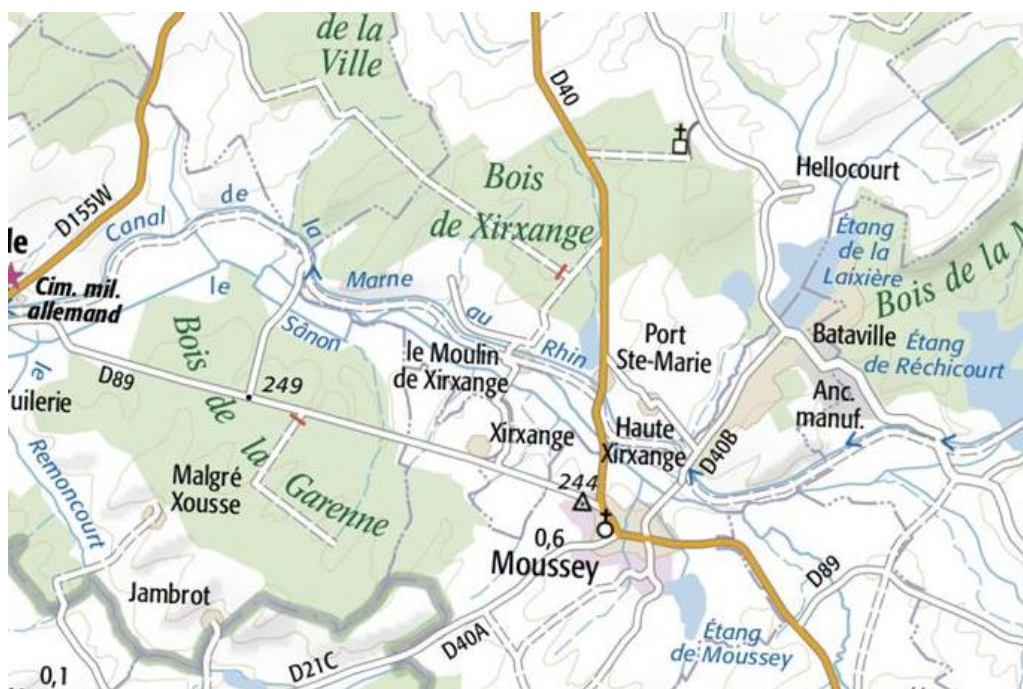 de la
Ville
D40
D155W
Canal
de
la
Marne
au
Rhin
Bois
de Xirxange
Hellocourt
Étang
de la
Laixière
Bois de la
le
Cim. mil.
allemand
le
Sânon
Bois
de
la
Garenne
le Moulin
de Xirxange
Port
Ste-Marie
Bataville
Étang
de Réchicourt
Anc.
manuf.
le
Remoncourt
D89
249
uilerie
Malgré
Xousse
Xirxange
Haute
Xirxange
D40B
244
0,6
Moussey
D89
Jambrot
D21C
D40A
Étang
de Moussey
0,1